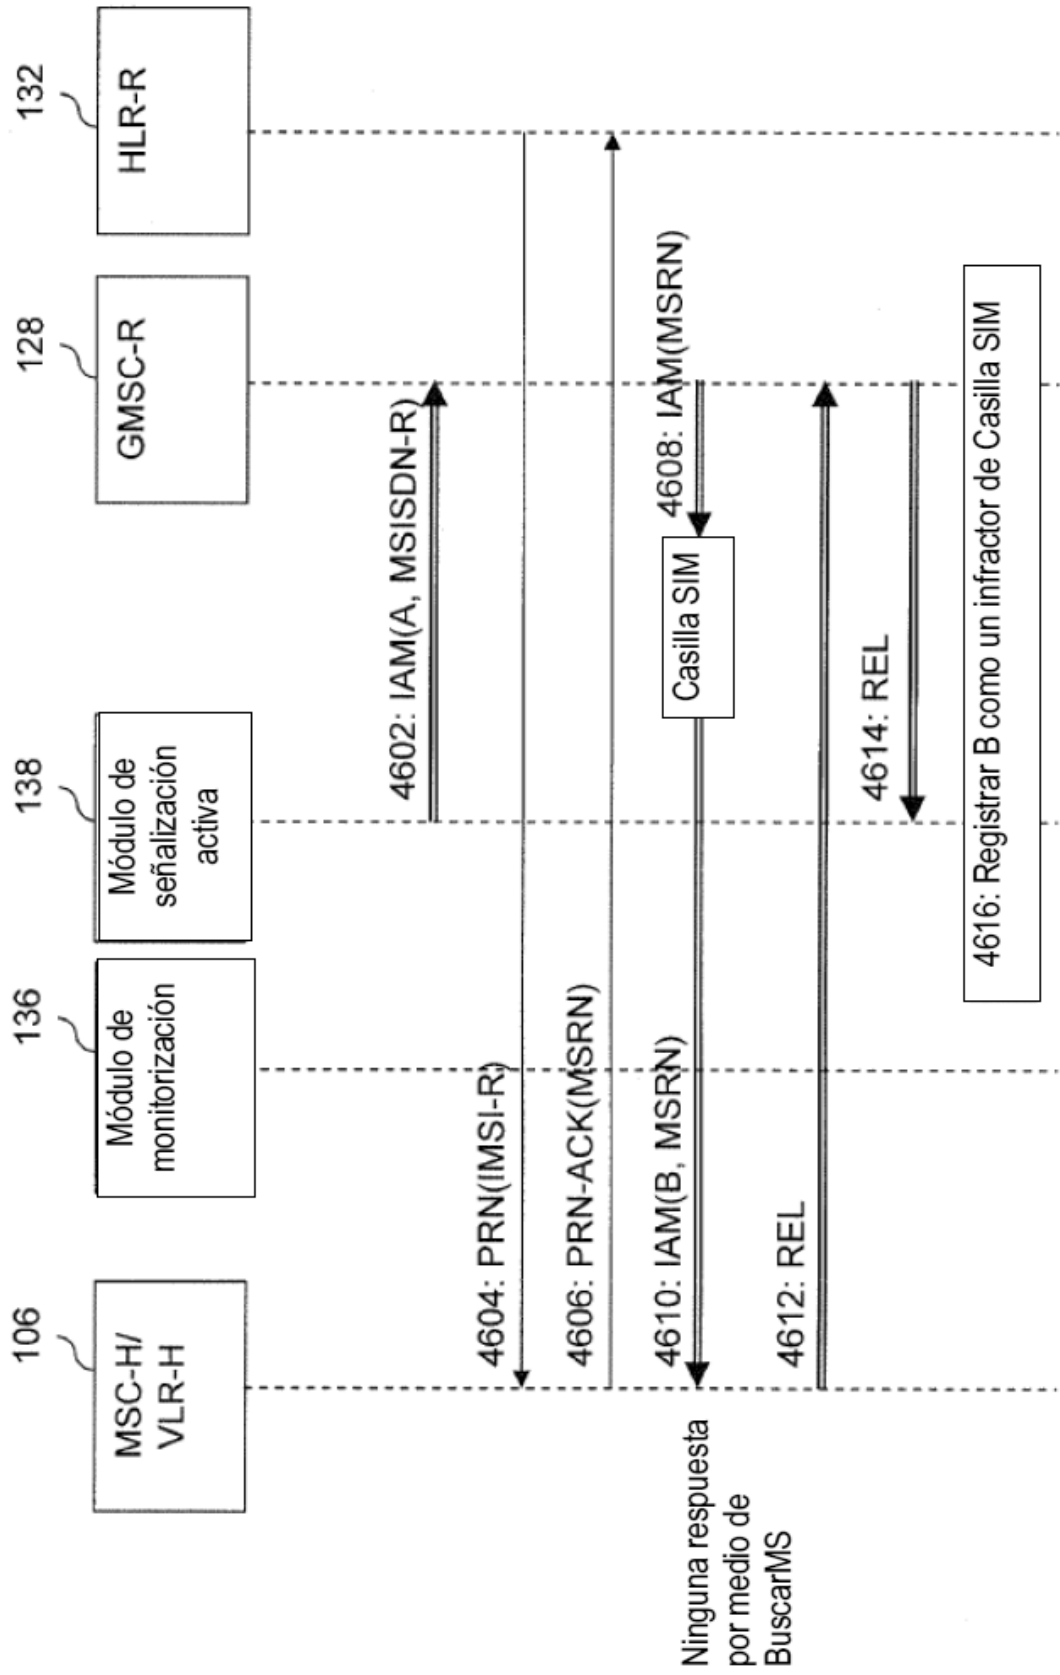 106
136
138
128
132
MSC-H/
VLR-H
Módulo de
monitorización
Módulo de
señalización
activa
GMSC-R
HLR-R
4602: IAM(A, MSISDN-R)
4604: PRN(IMSI-R)
4606: PRN-ACK(MSRN)
4608: IAM(MSRN)
Casilla SIM
4610: IAM(B, MSRN)
Ninguna respuesta
por medio de
BuscarMS
4612: REL
4614: REL
4616: Registrar B como un infractor de Casilla SIM